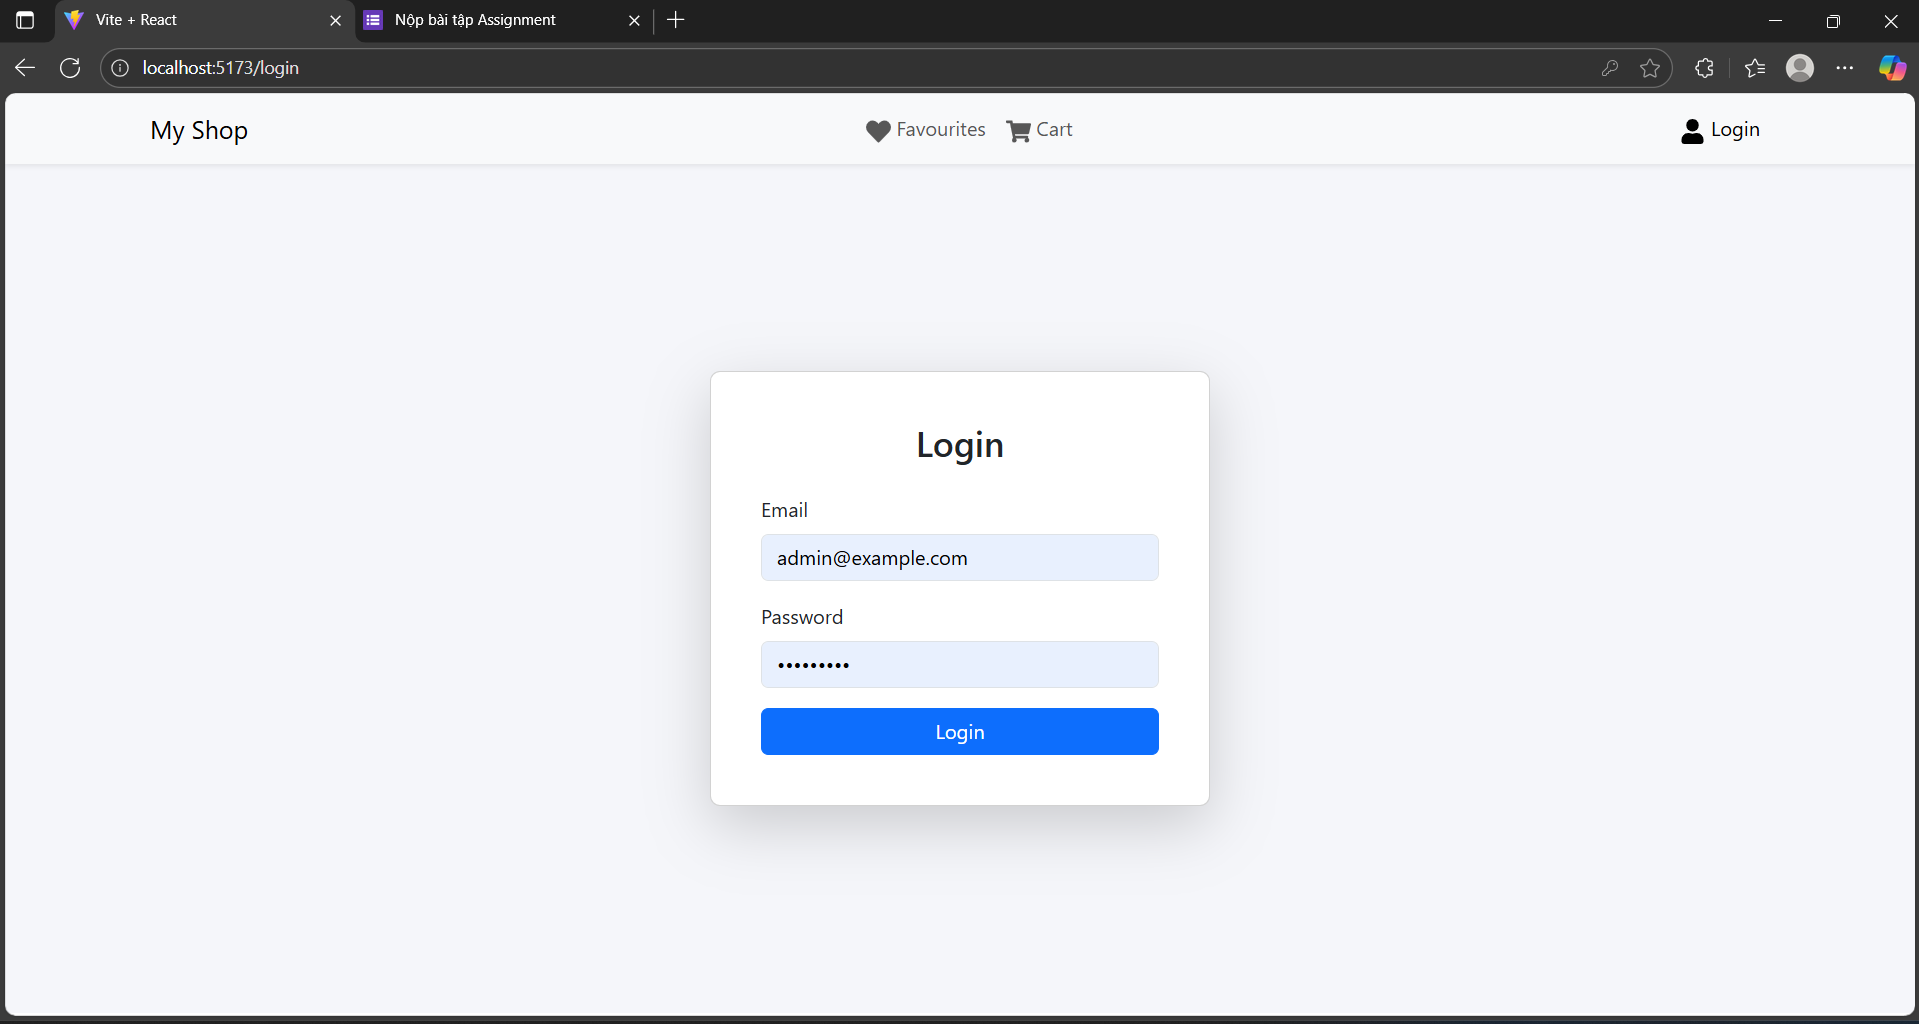 Vite + React
Nộp bài tập Assignment
localhost:5173/login
My Shop
Favourites
Cart
Login
Login
Email
admin@example.com
Password
•••••••••
Login